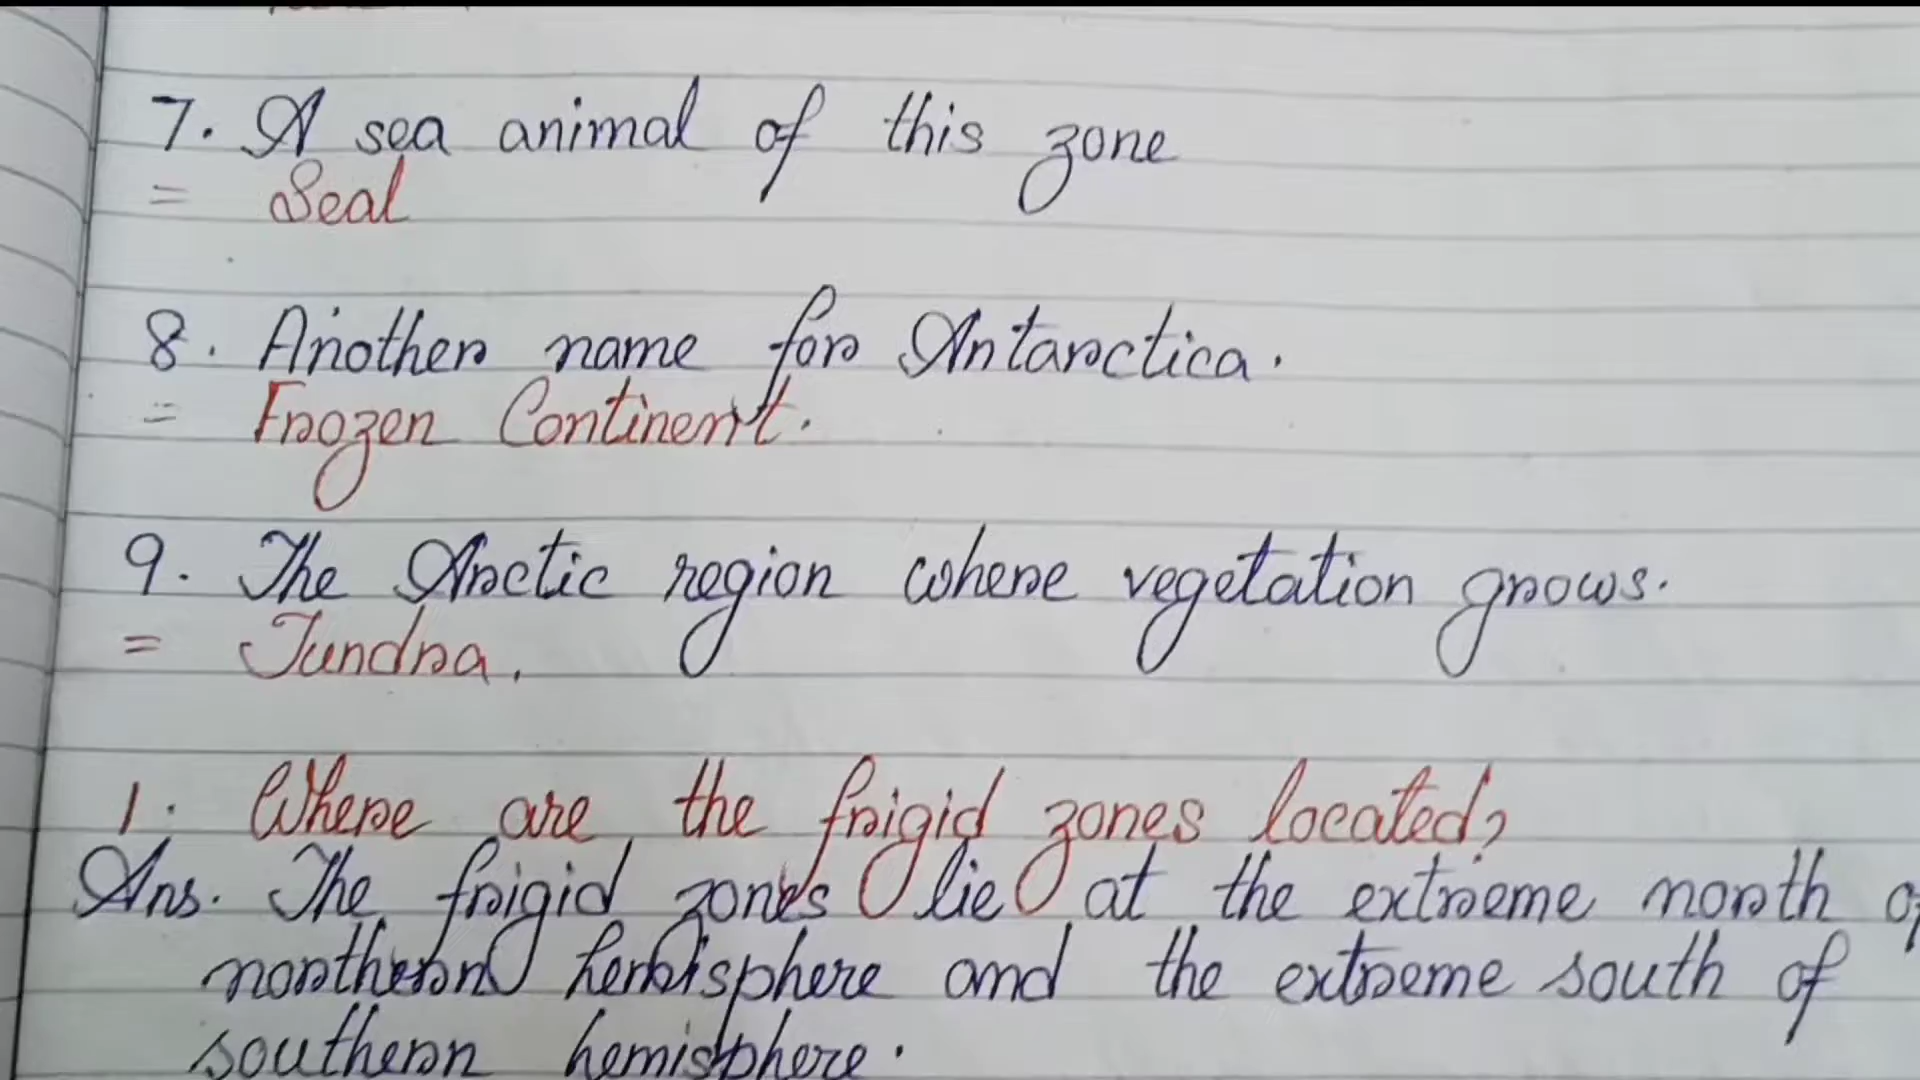 7. A sea animal of this zone
= Seal
8. Another name for Antarctica.
= Frozen Continent.
9. The Arctic region where vegetation grows.
= Tundra.
1. Where are the frigid zones located?
Ans. The frigid zones lie at the extreme north of
northern hemisphere and the extreme south of
southern hemisphere.